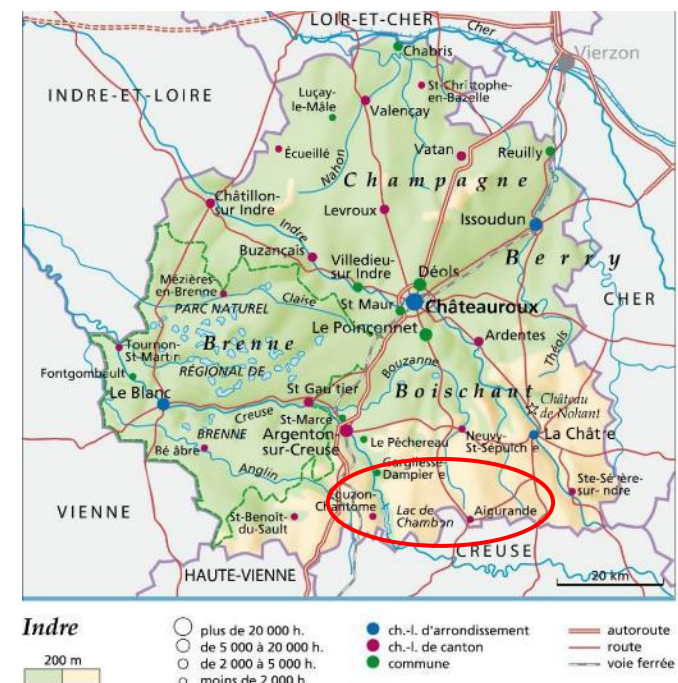 LOIR-ET-CHER
Cher
Chabris
Vierzon
INDRE-ET-LOIRE
Luçay-
le-Mâle
St-Christophe-
en-Bazelle
Valençay
Écueillé
Nahon
Vatan
Reuilly
Champagne
Châtillon-
sur Indre
Levroux
Issoudun
Indre
Buzançais
Villedieu-
sur Indre
Déols
Berry
Mézières-
en-Brenne
Claise
St Maur
Châteauroux
CHER
PARC NATUREL
Le Poinçonnet
Ardentes
Brenne
Théols
Tournon-
St-Martin
Bouzanne
Fontgombault
RÉGIONAL DE
Le Blanc
St Gaultier
Boischaut
Château
de Nohant
Creuse
St-Marcel
BRENNE
Argenton-
sur-Creuse
Le Pêchereau
Neuvy-
St-Sépulchre
La Châtre
Bélâbre
Anglin
Gargilesse-
Dampierre
Ste-Sévère-
sur-Indre
Éguzon-
Chantôme
VIENNE
St-Benoît-
du-Sault
Lac de
Chambon
Aigurande
CREUSE
HAUTE-VIENNE
20 km
Indre
200 m
plus de 20 000 h.
de 5 000 à 20 000 h.
de 2 000 à 5 000 h.
moins de 2 000 h.
ch.-l. d'arrondissement
ch.-l. de canton
commune
autoroute
route
voie ferrée